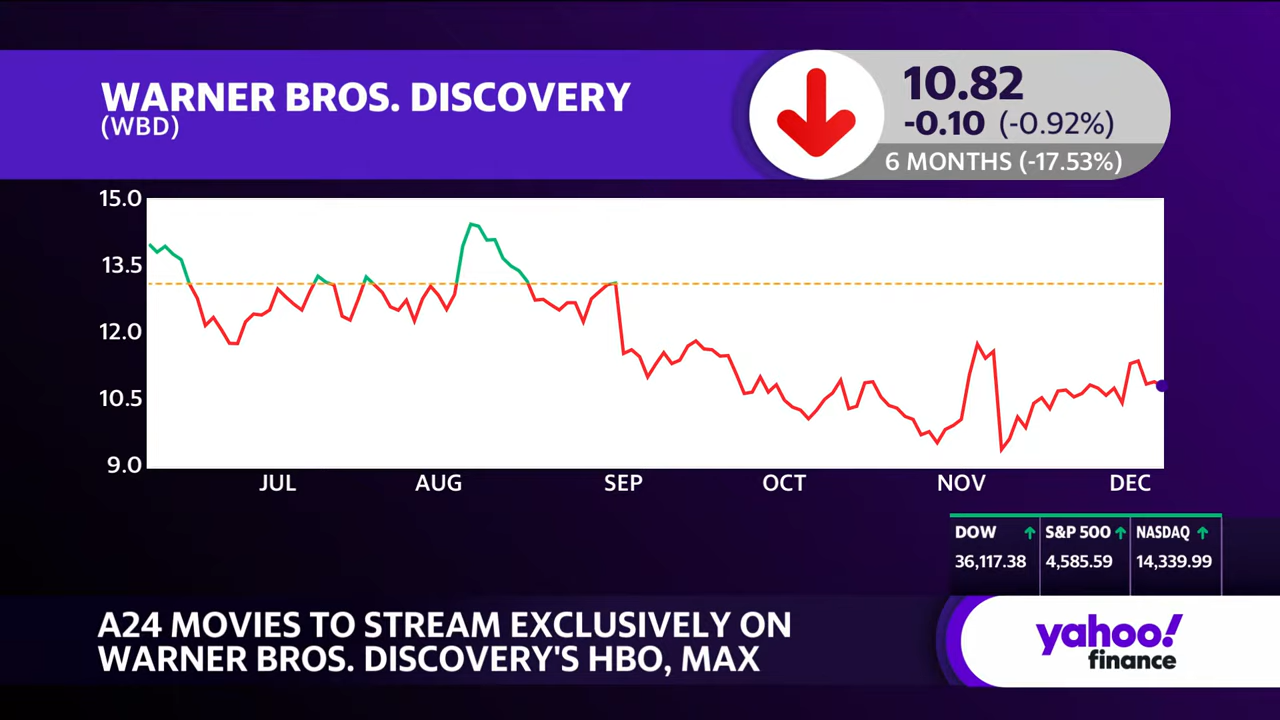 WARNER BROS. DISCOVERY
(WBD)
10.82
-0.10 (-0.92%)
6 MONTHS (-17.53%)
15.0
13.5
12.0
10.5
9.0
JUL AUG SEP OCT NOV DEC
DOW S&P 500 NASDAQ
36,117.38 4,585.59 14,339.99
A24 MOVIES TO STREAM EXCLUSIVELY ON
WARNER BROS. DISCOVERY'S HBO, MAX
yahoo!
finance